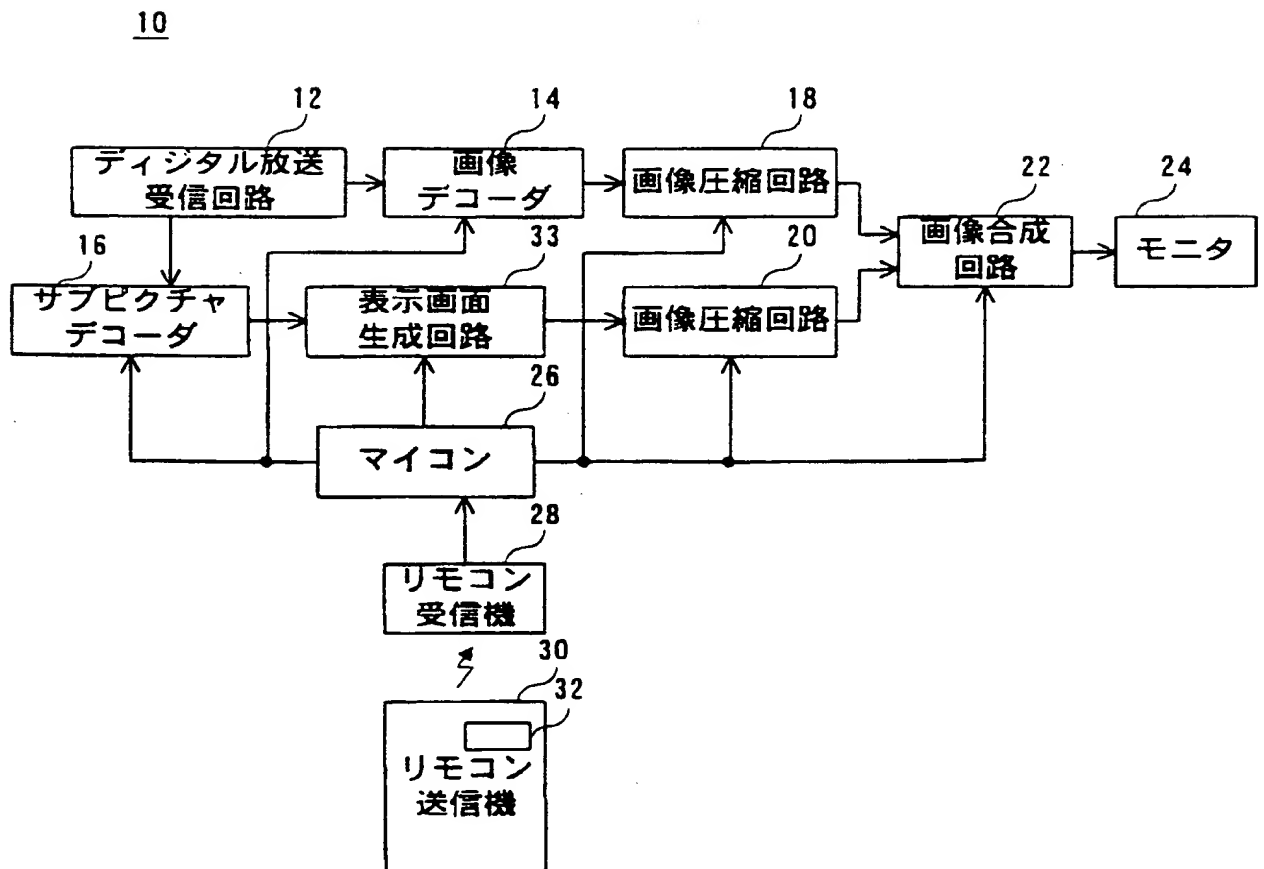 10
12
14
18
ディジタル放送
受信回路
画像
デコーダ
画像圧縮回路
22
24
画像合成
回路
モニタ
16
33
20
サブピクチャ
デコーダ
表示画面
生成回路
画像圧縮回路
26
マイコン
28
リモコン
受信機
30
32
リモコン
送信機